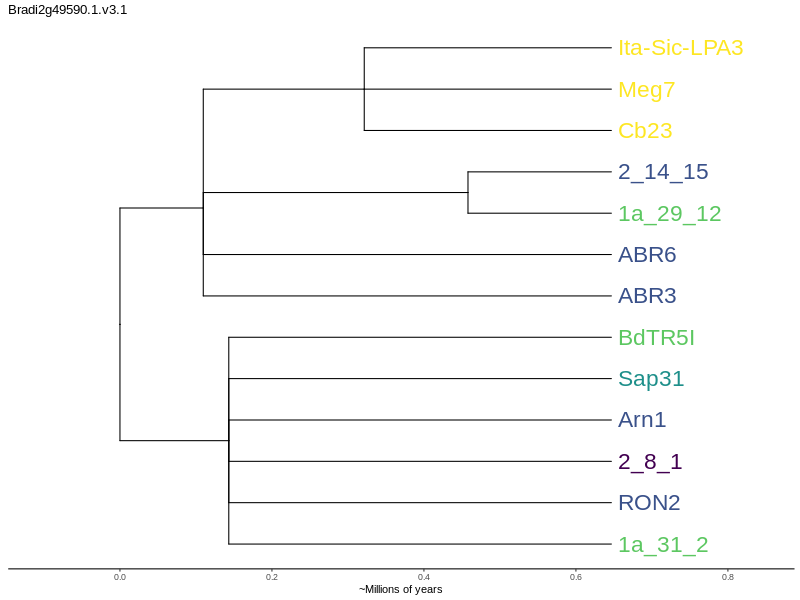 Bradi2g49590.1.v3.1
Ita-Sic-LPA3
Meg7
Cb23
2_14_15
1a_29_12
ABR6
ABR3
BdTR5I
Sap31
Arn1
2_8_1
RON2
1a_31_2
0.0 0.2 0.4 0.6 0.8
~Millions of years